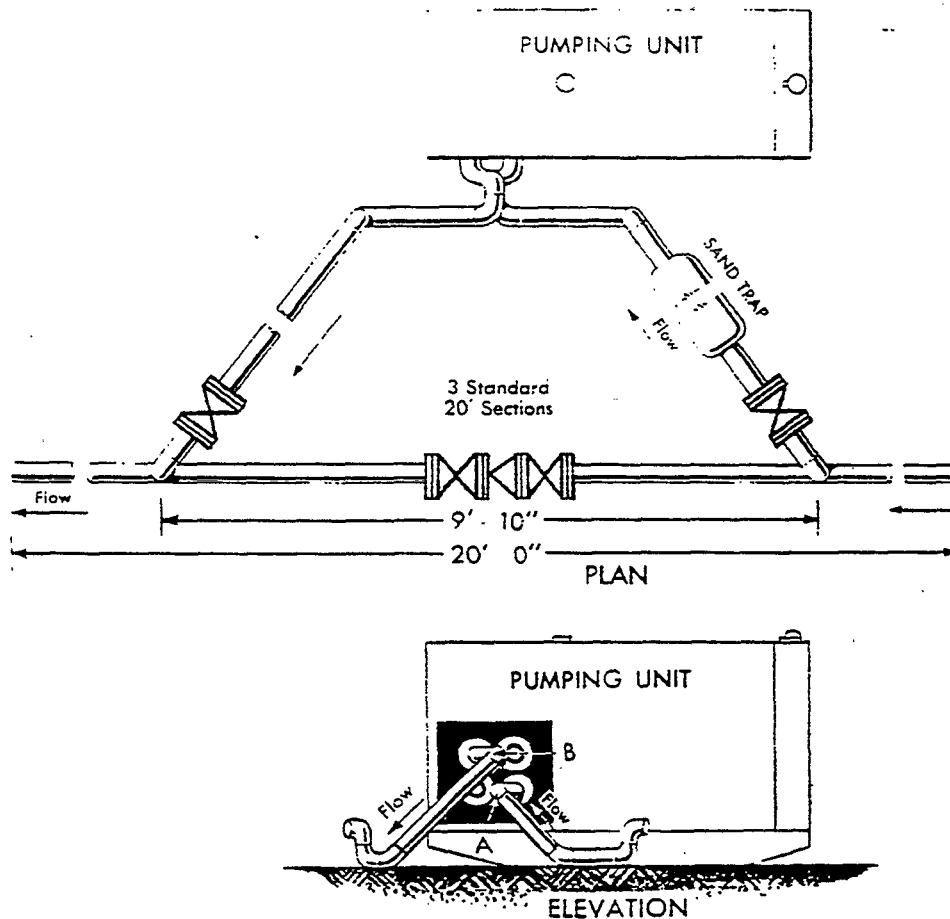 PUMPING UNIT
SAND TRAP
Flow
3 Standard
20' Sections
Flow
9' - 10"
20' 0"
PLAN
PUMPING UNIT
B
Flow
Flow
A
ELEVATION